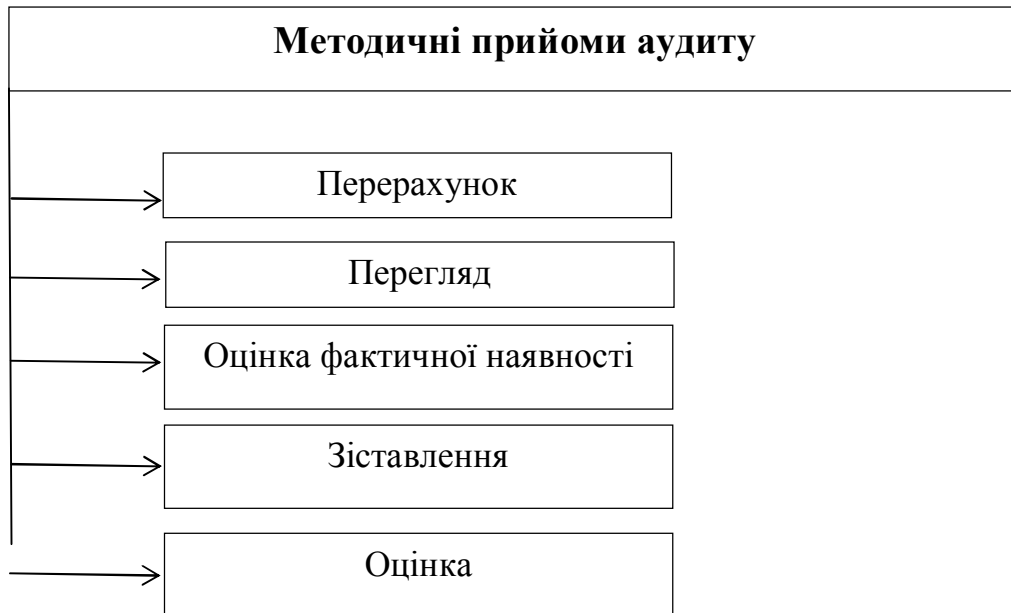 Методичні прийоми аудиту
Перерахунок
Перегляд
Оцінка фактичної наявності
Зіставлення
Оцінка